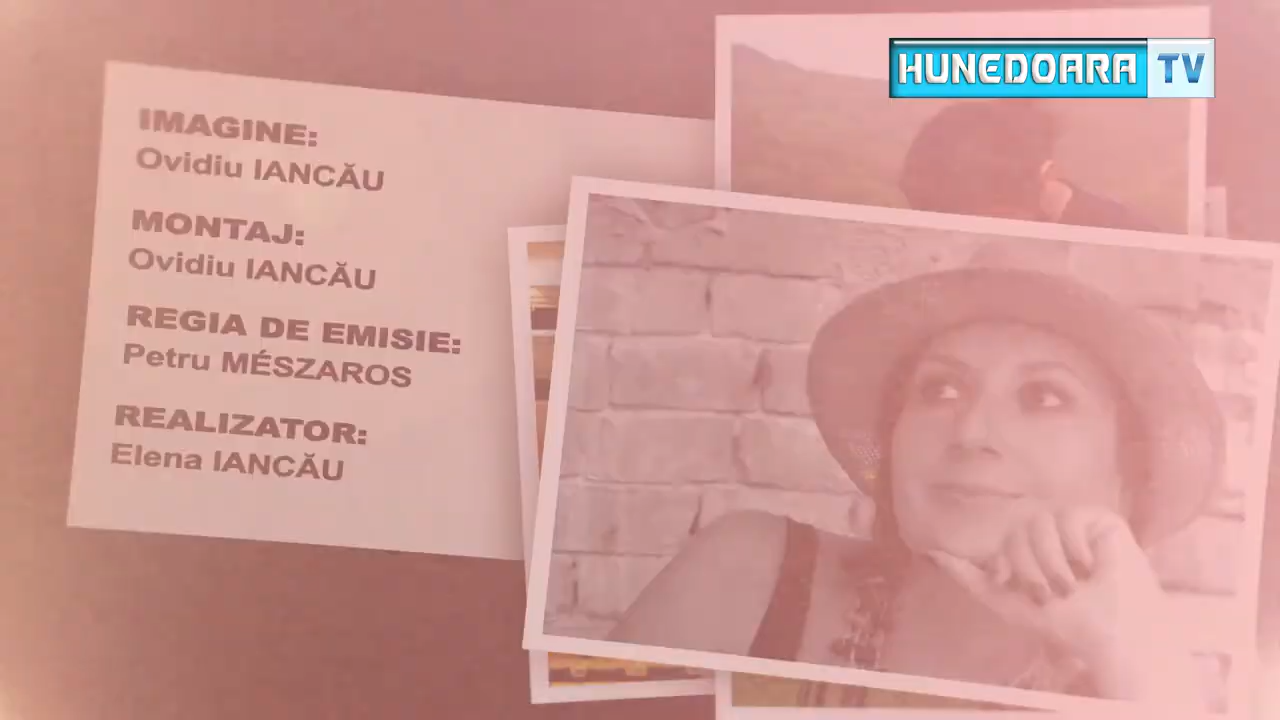 HUNEDOARA TV
IMAGINE:
Ovidiu IANCĂU
MONTAJ:
Ovidiu IANCĂU
REGIA DE EMISIE:
Petru MÉSZAROS
REALIZATOR:
Elena IANCĂU